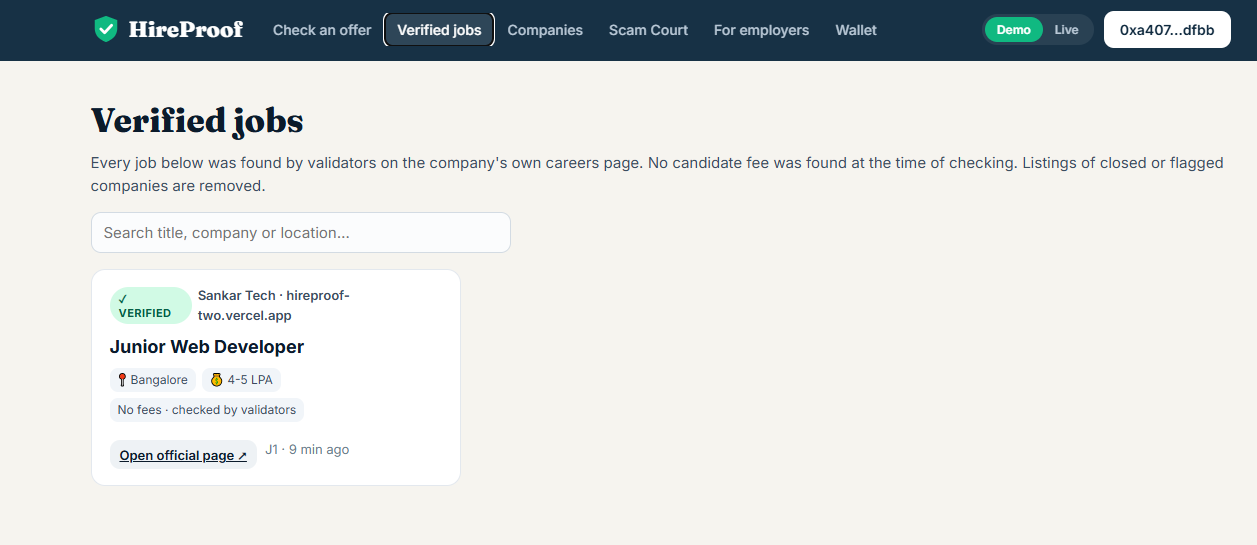 HireProof Check an offer Verified jobs Companies Scam Court For employers Wallet Demo Live 0xa407...dfbb
Verified jobs
Every job below was found by validators on the company's own careers page. No candidate fee was found at the time of checking. Listings of closed or flagged
companies are removed.
Search title, company or location...
✓ VERIFIED
Sankar Tech · hireproof-
two.vercel.app
Junior Web Developer
📍 Bangalore 💰 4-5 LPA
No fees · checked by validators
Open official page ↗ J1 · 9 min ago